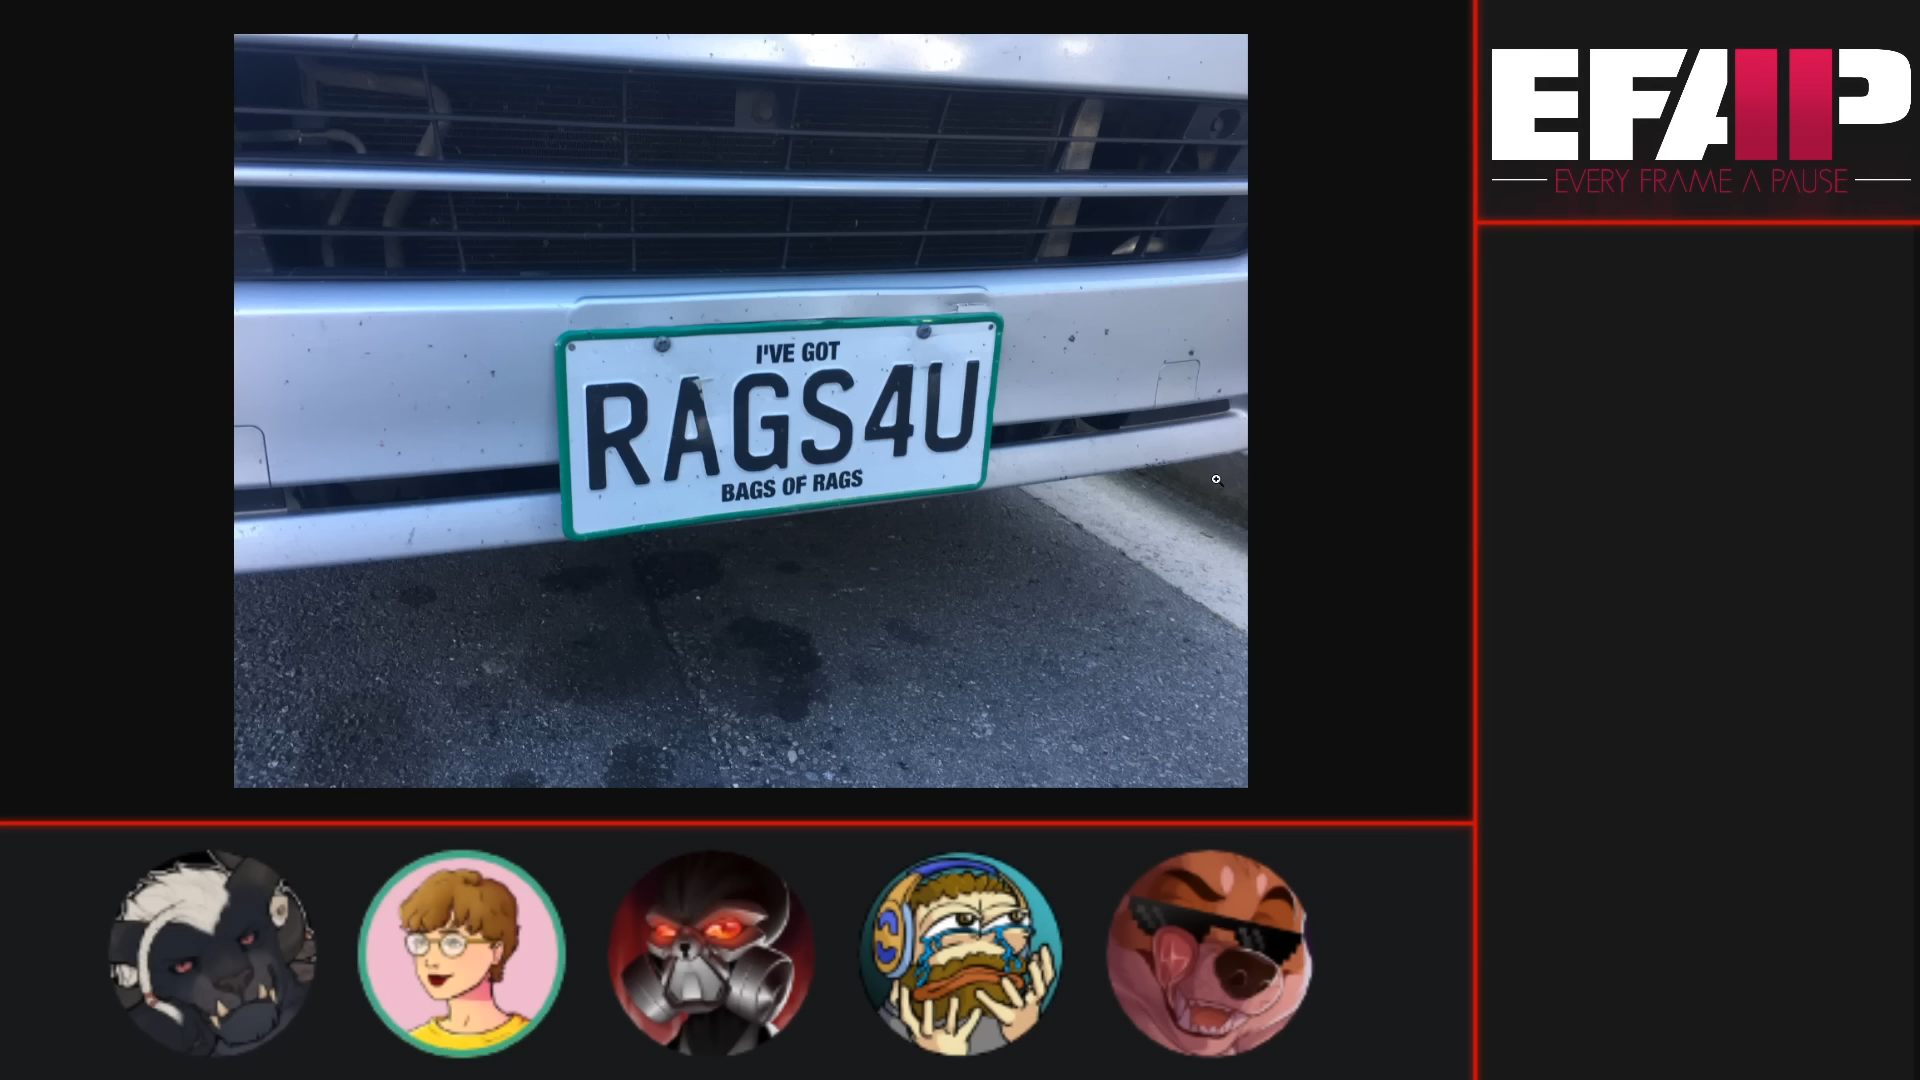 I'VE GOT
RAGS4U
BAGS OF RAGS
EFAP
EVERY FRAME A PAUSE